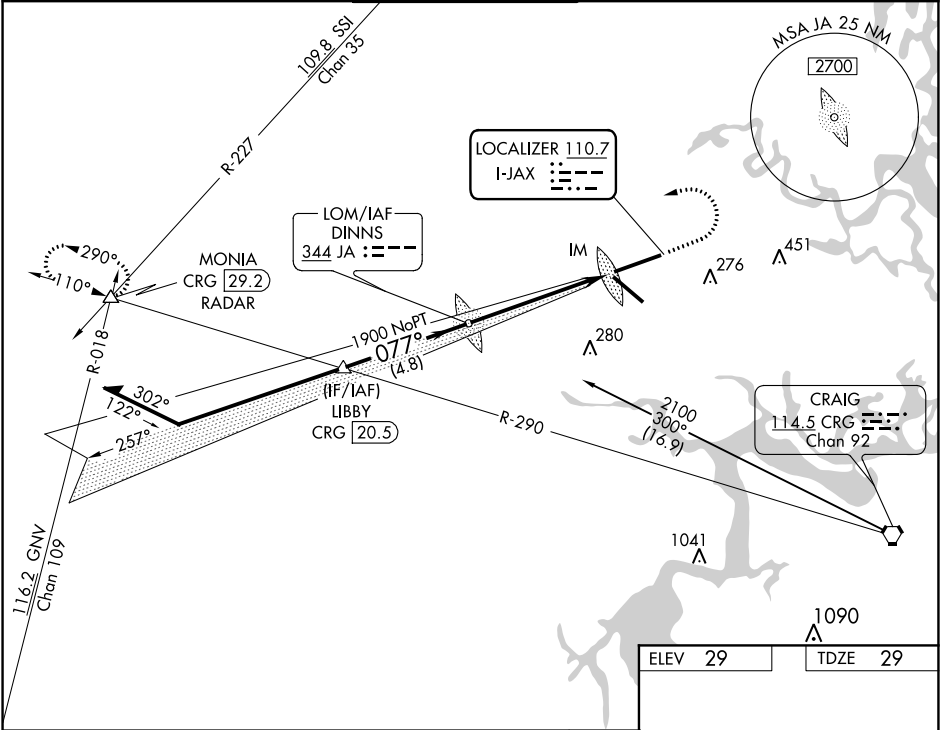 109.8 SSI
Chan 35
R-227
MSA JA 25 NM
2700
LOCALIZER 110.7
I-JAX
LOM/IAF
DINNS
344 JA
IM
276
451
290°
110°
MONIA
CRG 29.2
RADAR
R-018
1900 NoPT
077°
(4.8)
280
302°
122°
257°
(IF/IAF)
LIBBY
CRG 20.5
R-290
2100
300°
(16.9)
CRAIG
114.5 CRG
Chan 92
116.2 GNV
Chan 109
1041
1090
ELEV 29
TDZE 29